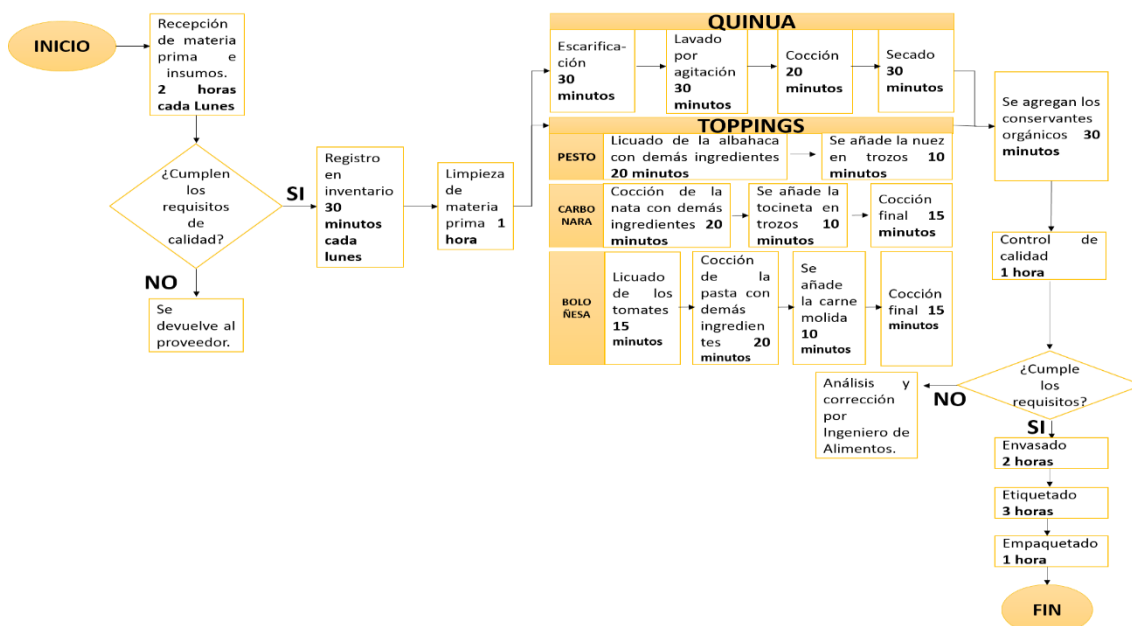 INICIO
Recepción
de materia
prima e
insumos.
2 horas
cada Lunes
¿Cumplen
los
requisitos
de
calidad?
SI
NO
Se
devuelve al
proveedor.
Registro
en
inventario
30
minutos
cada
lunes
Limpieza
de
materia
prima 1
hora
QUINUA
Escarifica-
ción
30
minutos
Lavado
por
agitación
30
minutos
Cocción
20
minutos
Secado
30
minutos
TOPPINGS
PESTO
Licuado de la albahaca
con demás ingredientes
20 minutos
Se añade la nuez
en trozos 10
minutos
CARBO
NARA
Cocción de la
nata con demás
ingredientes 20
minutos
Se añade la
tocineta en
trozos 10
minutos
Cocción
final 15
minutos
BOLO
ÑESA
Licuado
de los
tomates
15
minutos
Cocción
de la
pasta con
demás
ingredien
tes 20
minutos
Se
añade
la carne
molida
10
minutos
Cocción
final 15
minutos
Se agregan los
conservantes
orgánicos 30
minutos
Control de
calidad
1 hora
¿Cumple
los
requisitos?
NO
Análisis y
corrección
por
Ingeniero de
Alimentos.
SI
Envasado
2 horas
Etiquetado
3 horas
Empaquetado
1 hora
FIN